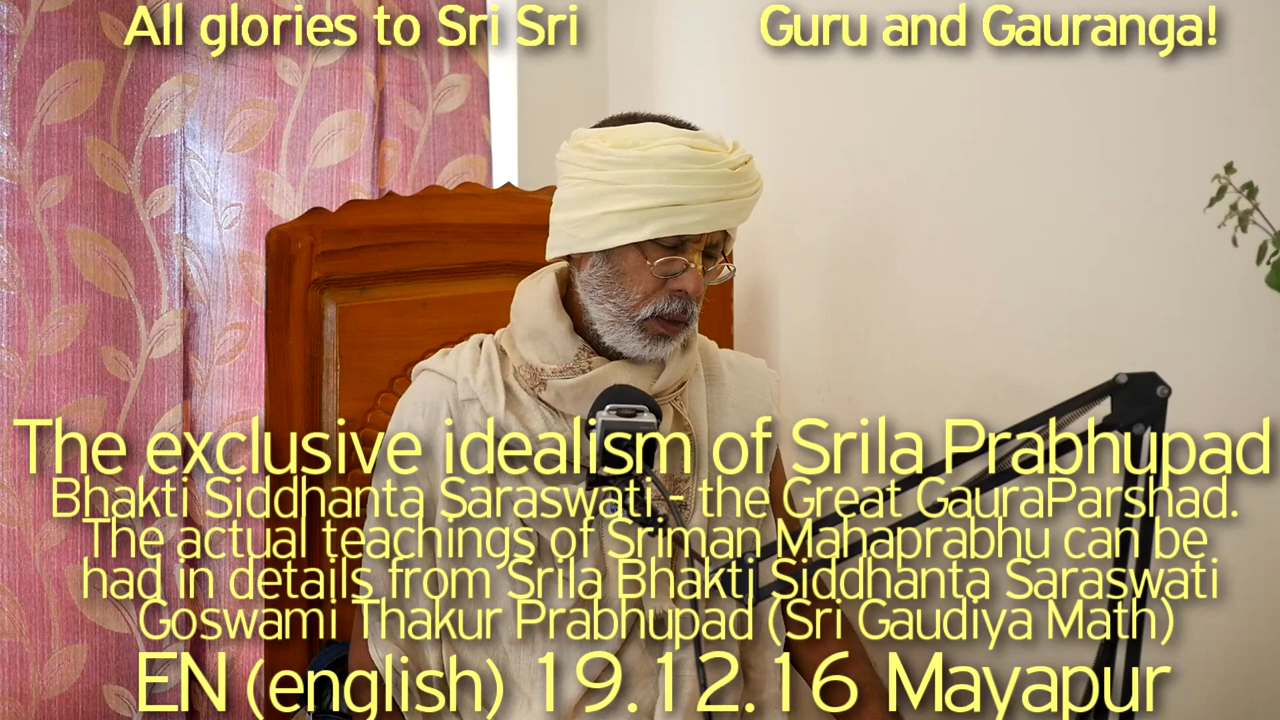 All glories to Sri Sri Guru and Gauranga!
The exclusive idealism of Srila Prabhupad
Bhakti Siddhanta Saraswati - the Great GauraParshad.
The actual teachings of Sriman Mahaprabhu can be
had in details from Srila Bhakti Siddhanta Saraswati
Goswami Thakur Prabhupad (Sri Gaudiya Math)
EN (english) 19.12.16 Mayapur